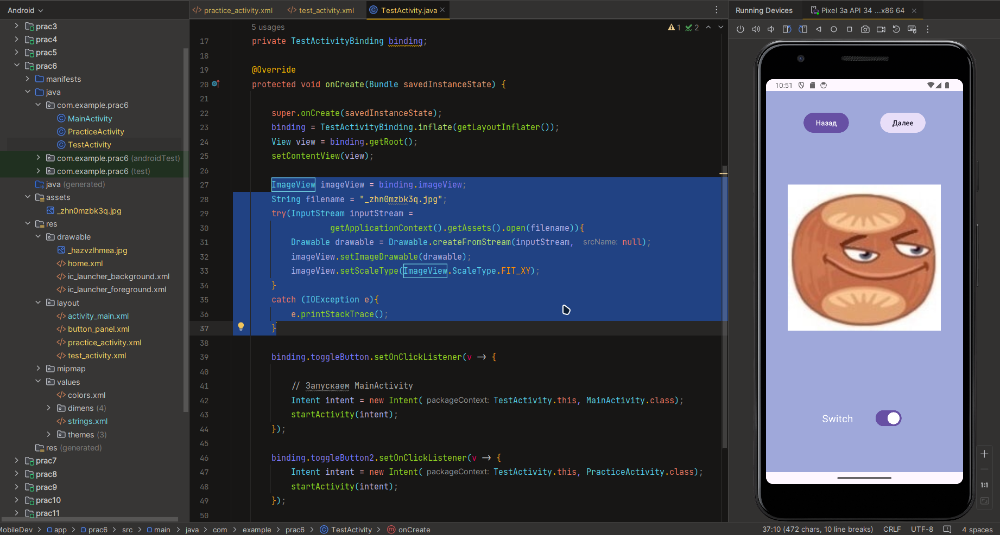 Android
practice_activity.xml
test_activity.xml
TestActivity.java
Running Devices
Pixel 3a API 34 ...x86 64
prac3
prac4
prac5
prac6
manifests
java
com.example.prac6
MainActivity
PracticeActivity
TestActivity
com.example.prac6 (androidTest)
com.example.prac6 (test)
java (generated)
assets
_zhn0mzbk3q.jpg
res
drawable
_hazvzlhmea.jpg
home.xml
ic_launcher_background.xml
ic_launcher_foreground.xml
layout
activity_main.xml
button_panel.xml
practice_activity.xml
test_activity.xml
mipmap
values
colors.xml
dimens (4)
strings.xml
themes (3)
res (generated)
prac7
prac8
prac9
prac10
prac11
5 usages
1 2
17 private TestActivityBinding binding;
18
19 @Override
20 protected void onCreate(Bundle savedInstanceState) {
21
22 super.onCreate(savedInstanceState);
23 binding = TestActivityBinding.inflate(getLayoutInflater());
24 View view = binding.getRoot();
25 setContentView(view);
26
27 ImageView imageView = binding.imageView;
28 String filename = "_zhn0mzbk3q.jpg";
29 try(InputStream inputStream =
30 getApplicationContext().getAssets().open(filename)){
31 Drawable drawable = Drawable.createFromStream(inputStream, srcName: null);
32 imageView.setImageDrawable(drawable);
33 imageView.setScaleType(ImageView.ScaleType.FIT_XY);
34 }
35 catch (IOException e){
36 e.printStackTrace();
37 }
38
39 binding.toggleButton.setOnClickListener(v -> {
40
41 // Запускаем MainActivity
42 Intent intent = new Intent( packageContext: TestActivity.this, MainActivity.class);
43 startActivity(intent);
44 });
45
46 binding.toggleButton2.setOnClickListener(v -> {
47 Intent intent = new Intent( packageContext: TestActivity.this, PracticeActivity.class);
48 startActivity(intent);
49 });
50
10:51
Назад
Далее
Switch
1:1
MobileDev > app > prac6 > src > main > java > com > example > prac6 > TestActivity > onCreate
37:10 (472 chars, 10 line breaks) CRLF UTF-8 4 spaces